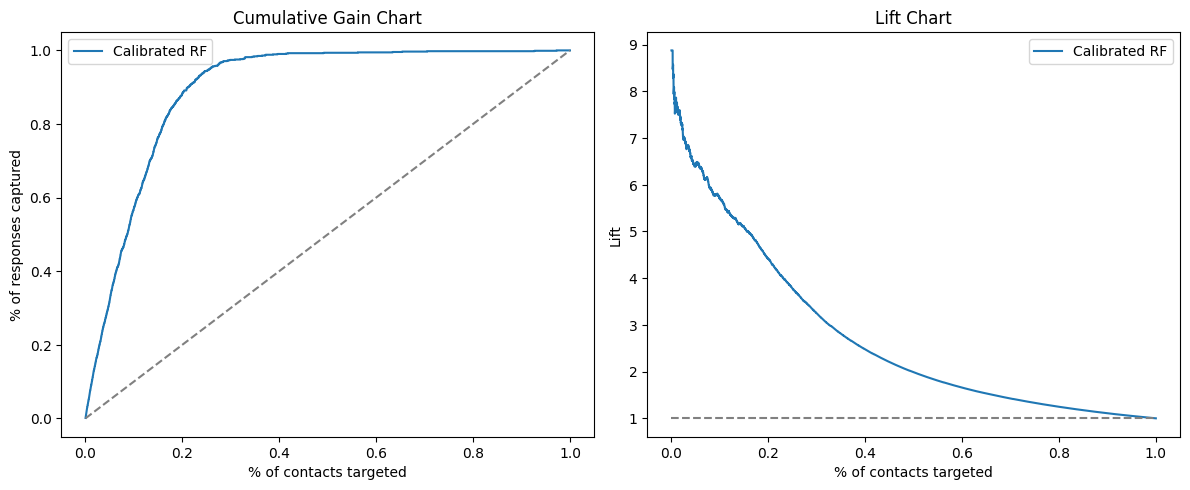 Cumulative Gain Chart
Calibrated RF
1.0
0.8
0.6
0.4
0.2
0.0
% of responses captured
0.0 0.2 0.4 0.6 0.8 1.0
% of contacts targeted
Lift Chart
Calibrated RF
9
8
7
6
5
4
3
2
1
Lift
0.0 0.2 0.4 0.6 0.8 1.0
% of contacts targeted